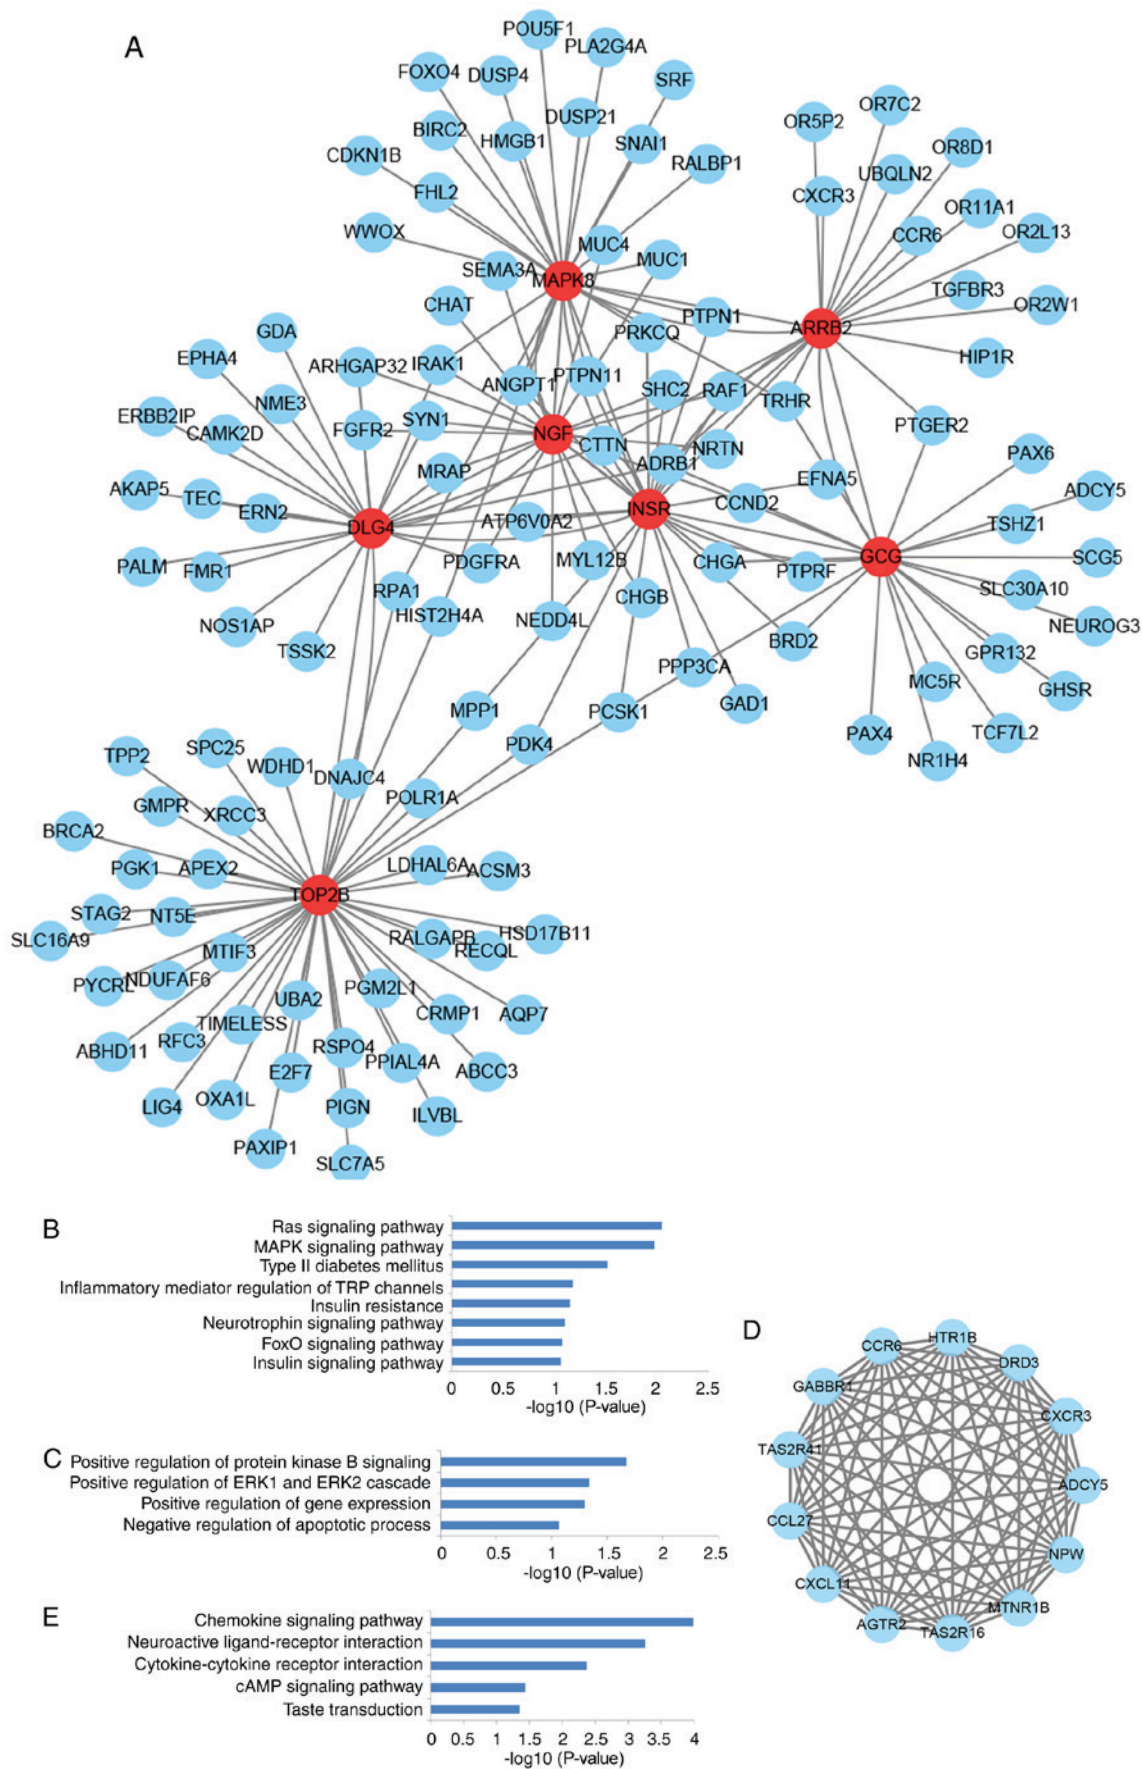 A
POU5F1
PLA2G4A
FOXO4
DUSP4
SRF
BIRC2
HMGB1
DUSP21
SNAI1
CDKN1B
RALBP1
FHL2
WWOX
MUC4
SEMA3A
MUC1
MAPK8
CHAT
PRKCQ
PTPN1
OR7C2
OR5P2
OR8D1
UBQLN2
CXCR3
OR11A1
CCR6
OR2L13
TGFBR3
OR2W1
ARRB2
HIP1R
GDA
EPHA4
ARHGAP32
IRAK1
ANGPT1
PTPN11
SHC2
RAF1
TRHR
NME3
ERBB2IP
CAMK2D
FGFR2
SYN1
NGF
CTTN
NRTN
PTGER2
MRAP
ADRB1
EFNA5
PAX6
AKAP5
TEC
ERN2
DLG4
ATP6V0A2
INSR
CCND2
ADCY5
TSHZ1
PALM
FMR1
PDGFRA
MYL12B
CHGA
PTPRF
GCG
SCG5
RPA1
CHGB
SLC30A10
NOS1AP
HIST2H4A
NEDD4L
NEUROG3
TSSK2
BRD2
GPR132
PPP3CA
MC5R
GHSR
MPP1
PCSK1
GAD1
PAX4
TCF7L2
PDK4
NR1H4
TPP2
SPC25
WDHD1
DNAJC4
GMPR
XRCC3
POLR1A
BRCA2
PGK1
APEX2
LDHAL6A
ACSM3
TOP2B
STAG2
NT5E
SLC16A9
MTIF3
RALGAPB
RECQL
HSD17B11
PYCRL
NDUFAF6
UBA2
PGM2L1
CRMP1
AQP7
TIMELESS
ABHD11
RFC3
RSPO4
PPIAL4A
ABCC3
E2F7
LIG4
OXA1L
PIGN
ILVBL
PAXIP1
SLC7A5
B
Ras signaling pathway
MAPK signaling pathway
Type II diabetes mellitus
Inflammatory mediator regulation of TRP channels
Insulin resistance
Neurotrophin signaling pathway
FoxO signaling pathway
Insulin signaling pathway
0 0.5 1 1.5 2 2.5
-log10 (P-value)
C
Positive regulation of protein kinase B signaling
Positive regulation of ERK1 and ERK2 cascade
Positive regulation of gene expression
Negative regulation of apoptotic process
0 0.5 1 1.5 2 2.5
-log10 (P-value)
D
HTR1B
CCR6
DRD3
GABBR1
CXCR3
TAS2R41
ADCY5
CCL27
NPW
CXCL11
MTNR1B
AGTR2
TAS2R16
E
Chemokine signaling pathway
Neuroactive ligand-receptor interaction
Cytokine-cytokine receptor interaction
cAMP signaling pathway
Taste transduction
0 0.5 1 1.5 2 2.5 3 3.5 4
-log10 (P-value)